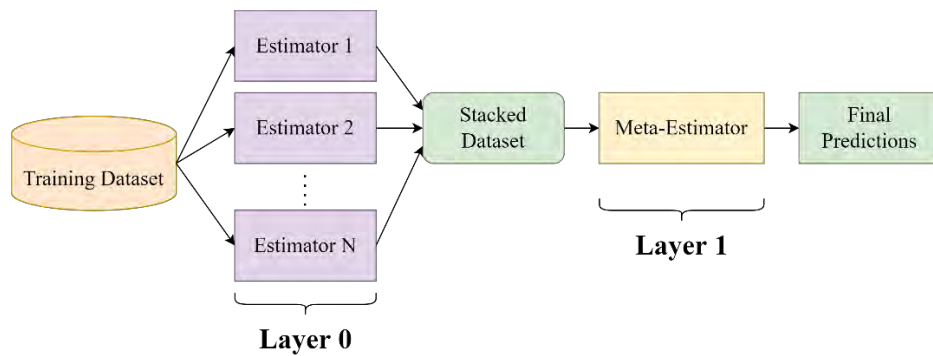 Training Dataset
Estimator 1
Estimator 2
Estimator N
Layer 0
Stacked
Dataset
Meta-Estimator
Layer 1
Final
Predictions